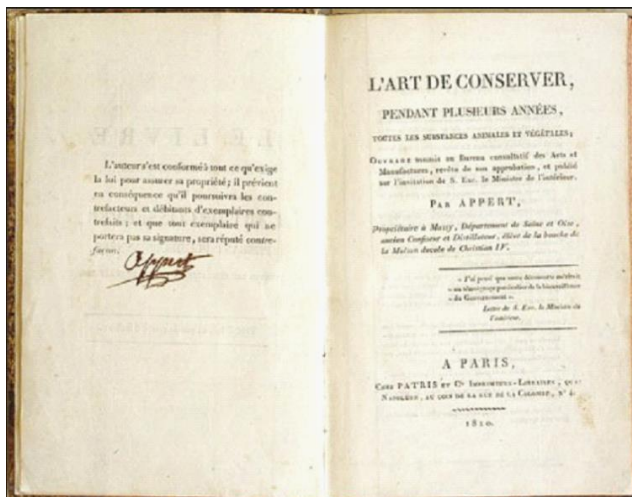 L'auteur s'est conformé à tout ce qu'exige
la loi pour assurer sa propriété; il prévient
en conséquence qu'il poursuivra les con-
trefacteurs et débitants d'exemplaires con-
trefaits; et que tout exemplaire qui ne
portera pas sa signature, sera réputé contre-
façon.
Appert
L'ART DE CONSERVER,
PENDANT PLUSIEURS ANNÉES,
TOUTES LES SUBSTANCES ANIMALES ET VÉGÉTALES;
OUVRAGE soumis au Bureau consultatif des Arts et
Manufactures, revêtu de son approbation, et publié
sur l'invitation de S. Exc. le Ministre de l'intérieur.
PAR APPERT,
Propriétaire à Massy, Département de Seine et Oise,
ancien Confiseur et Distillateur, élève de la bouche de
la Maison ducale de Christian IV.
« J'ai pensé que votre découverte méritait
» un témoignage particulier de la bienveillance
» du Gouvernement ».
Lettre de S. Exc. le Ministre de
l'intérieur.
A PARIS,
CHEZ PATRIS ET Cie IMPRIMEURS-LIBRAIRES, QUAI
NAPOLÉON, AU COIN DE LA RUE DE LA COLOMBE, N° 4.
1810.